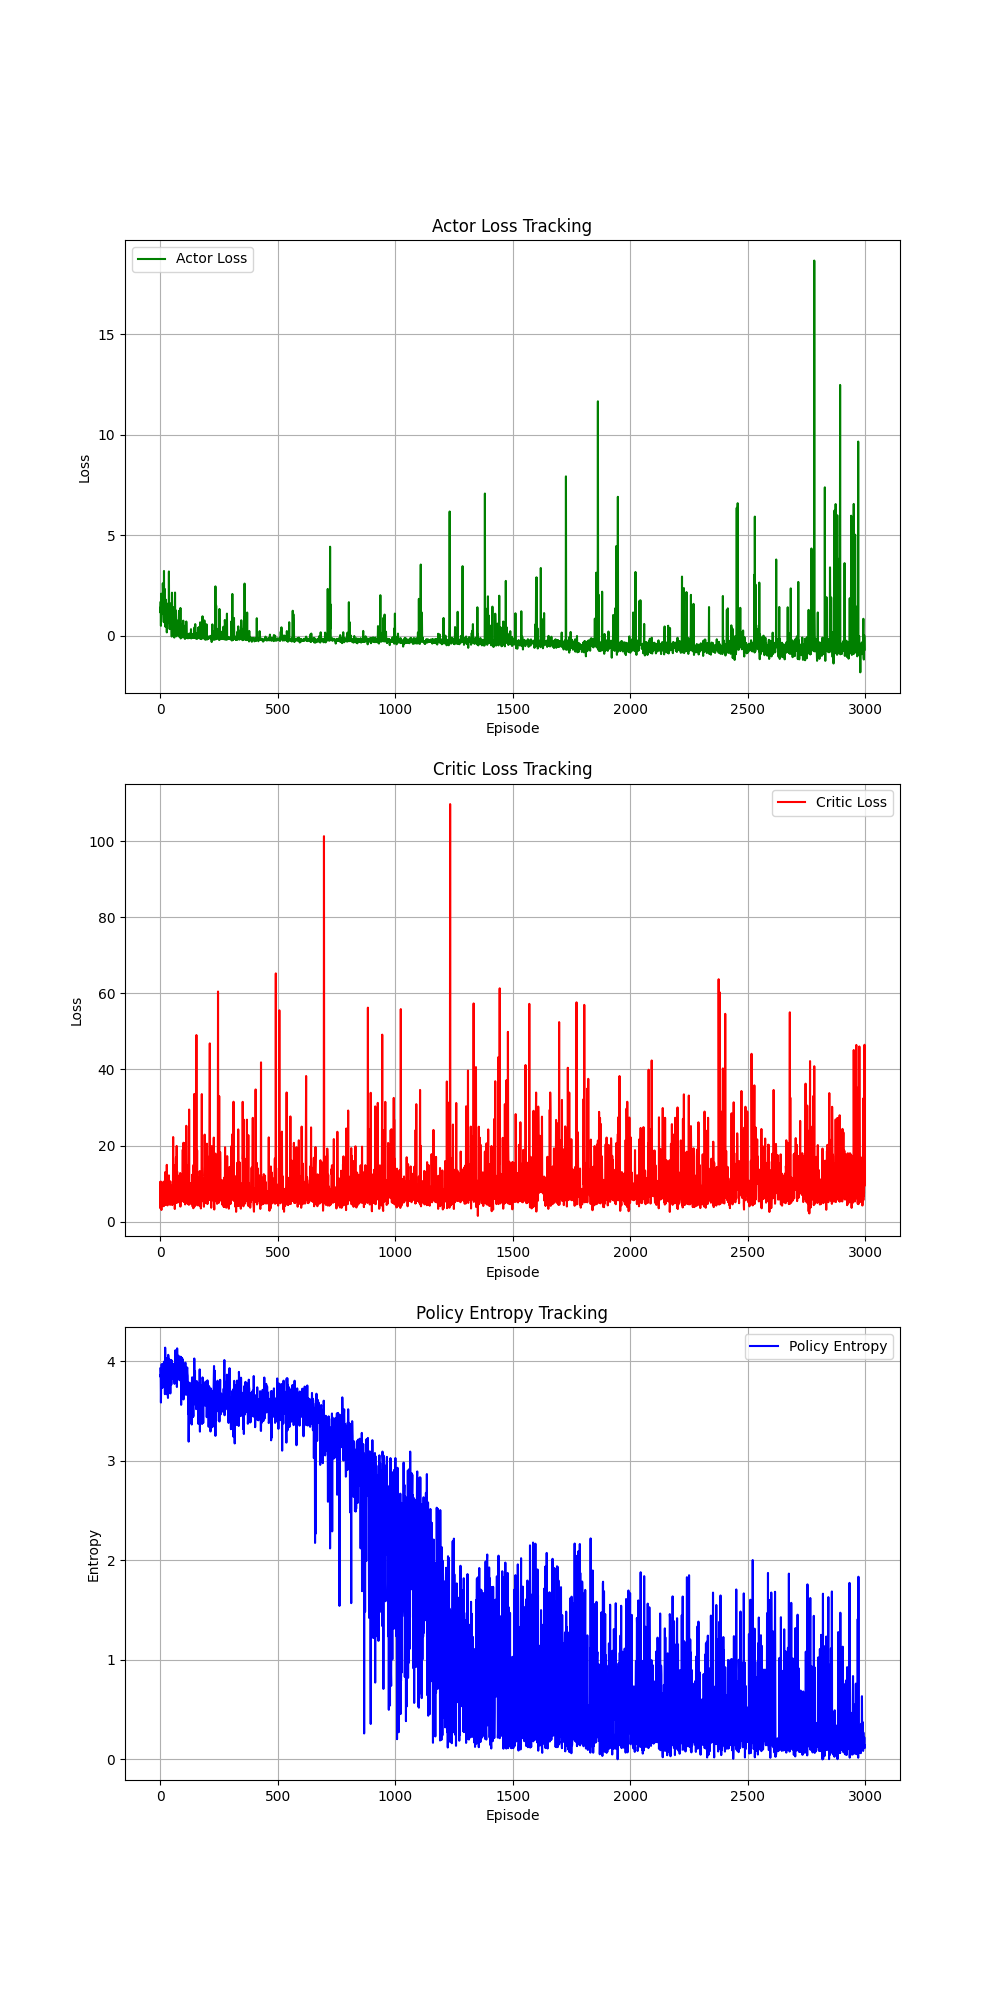 Actor Loss Tracking
Actor Loss
15
10
5
0
Loss
0 500 1000 1500 2000 2500 3000
Episode
Critic Loss Tracking
Critic Loss
100
80
60
40
20
0
Loss
0 500 1000 1500 2000 2500 3000
Episode
Policy Entropy Tracking
Policy Entropy
4
3
2
1
0
Entropy
0 500 1000 1500 2000 2500 3000
Episode